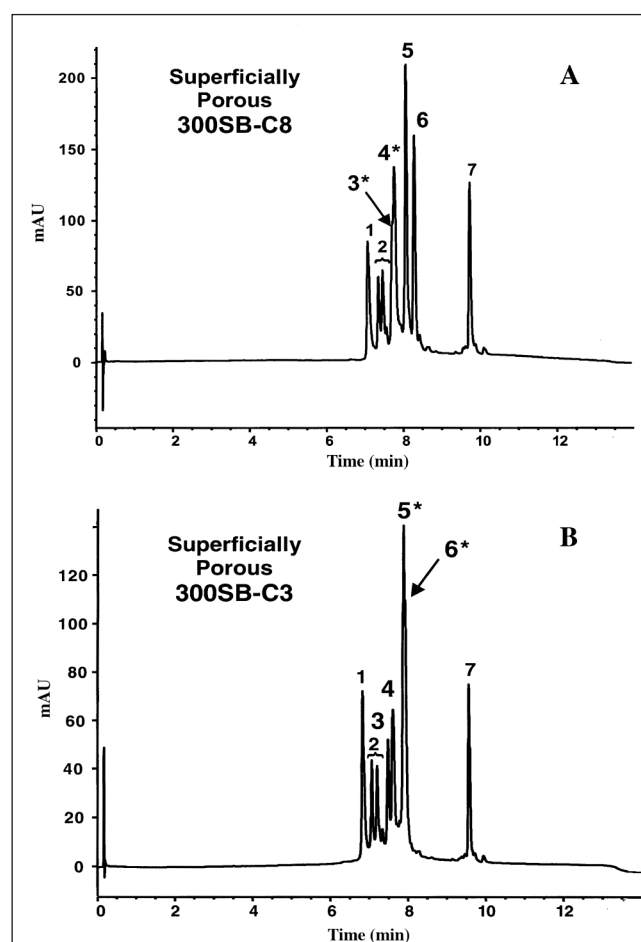 A
Superficially
Porous
300SB-C8
5
6
4*
3*
7
1
2
200
150
100
50
0
mAU
0 2 4 6 8 10 12
Time (min)
B
Superficially
Porous
300SB-C3
5*
6*
1
4
3
2
7
120
100
80
60
40
20
0
mAU
0 2 4 6 8 10 12
Time (min)